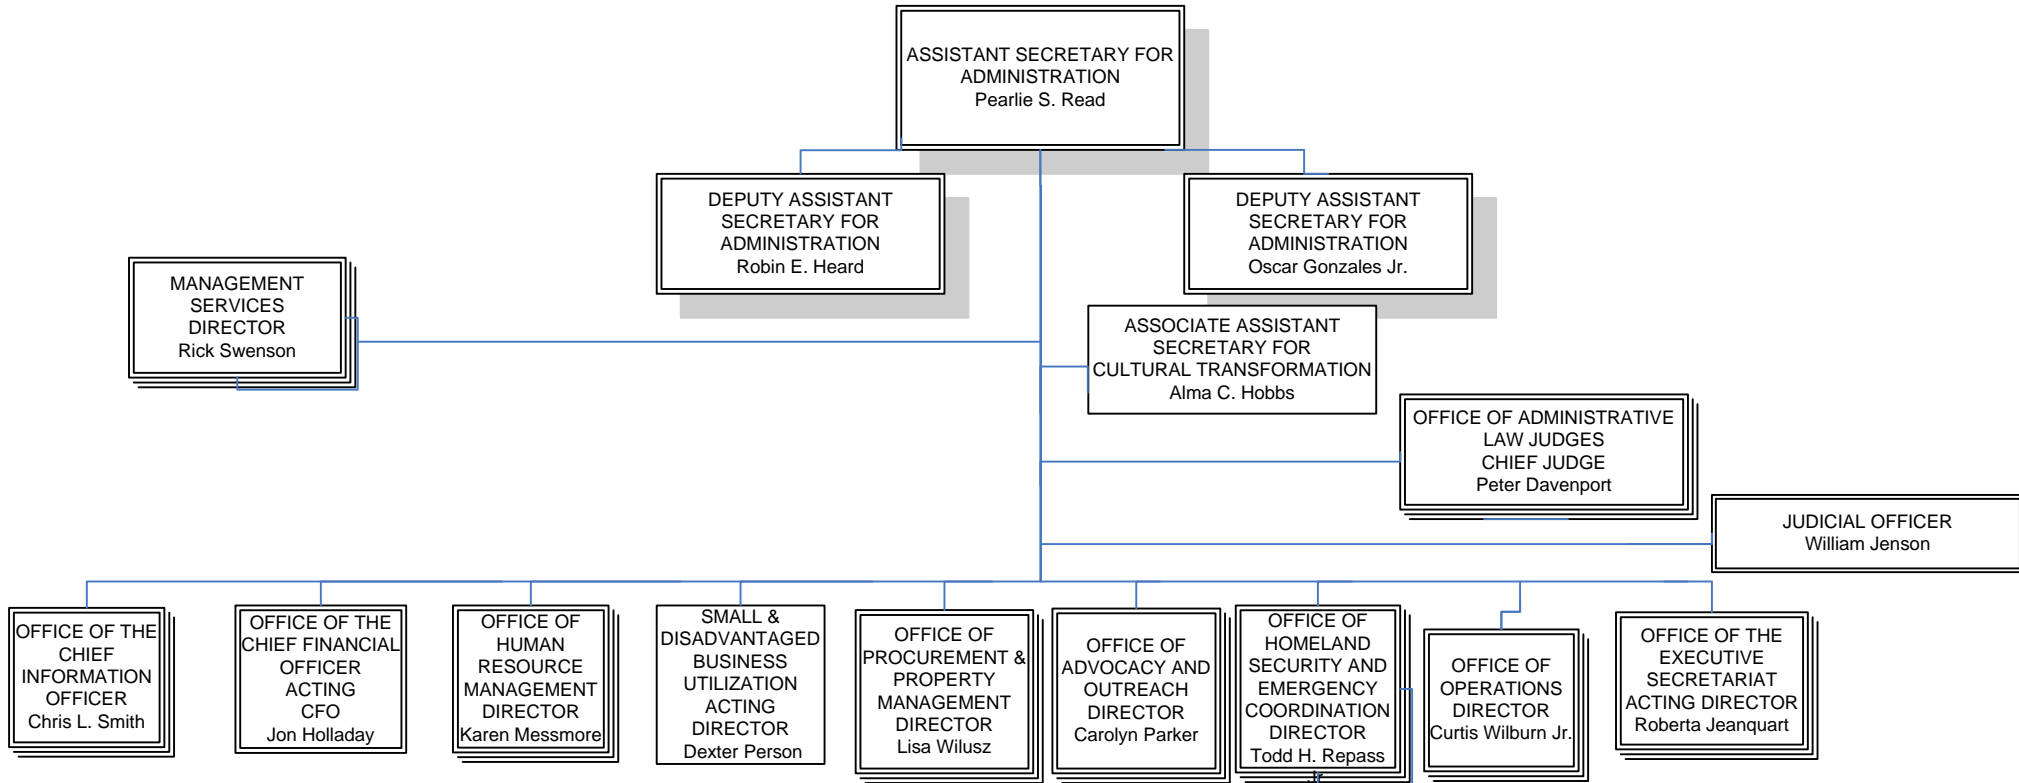 ASSISTANT SECRETARY FOR
ADMINISTRATION
Pearlie S. Read
DEPUTY ASSISTANT
SECRETARY FOR
ADMINISTRATION
Robin E. Heard
DEPUTY ASSISTANT
SECRETARY FOR
ADMINISTRATION
Oscar Gonzales Jr.
MANAGEMENT
SERVICES
DIRECTOR
Rick Swenson
ASSOCIATE ASSISTANT
SECRETARY FOR
CULTURAL TRANSFORMATION
Alma C. Hobbs
OFFICE OF ADMINISTRATIVE
LAW JUDGES
CHIEF JUDGE
Peter Davenport
JUDICIAL OFFICER
William Jenson
OFFICE OF THE
CHIEF
INFORMATION
OFFICER
Chris L. Smith
OFFICE OF THE
CHIEF FINANCIAL
OFFICER
ACTING
CFO
Jon Holladay
OFFICE OF
HUMAN
RESOURCE
MANAGEMENT
DIRECTOR
Karen Messmore
SMALL &
DISADVANTAGED
BUSINESS
UTILIZATION
ACTING
DIRECTOR
Dexter Person
OFFICE OF
PROCUREMENT &
PROPERTY
MANAGEMENT
DIRECTOR
Lisa Wilusz
OFFICE OF
ADVOCACY AND
OUTREACH
DIRECTOR
Carolyn Parker
OFFICE OF
HOMELAND
SECURITY AND
EMERGENCY
COORDINATION
DIRECTOR
Todd H. Repass
Jr.
OFFICE OF
OPERATIONS
DIRECTOR
Curtis Wilburn Jr.
OFFICE OF THE
EXECUTIVE
SECRETARIAT
ACTING DIRECTOR
Roberta Jeanquart